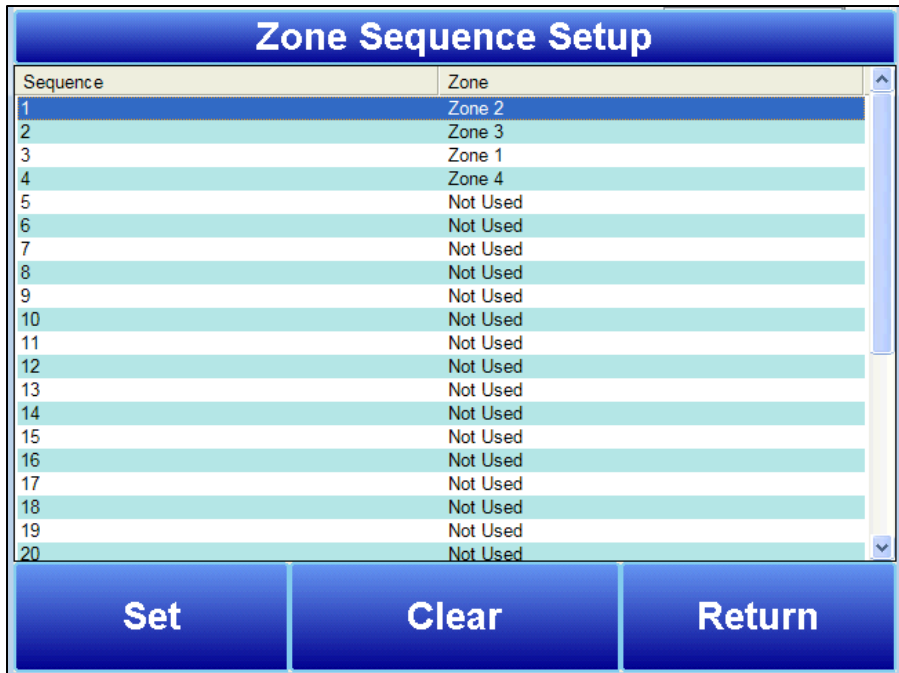 Zone Sequence Setup
Sequence Zone
1 Zone 2
2 Zone 3
3 Zone 1
4 Zone 4
5 Not Used
6 Not Used
7 Not Used
8 Not Used
9 Not Used
10 Not Used
11 Not Used
12 Not Used
13 Not Used
14 Not Used
15 Not Used
16 Not Used
17 Not Used
18 Not Used
19 Not Used
20 Not Used
Set Clear Return